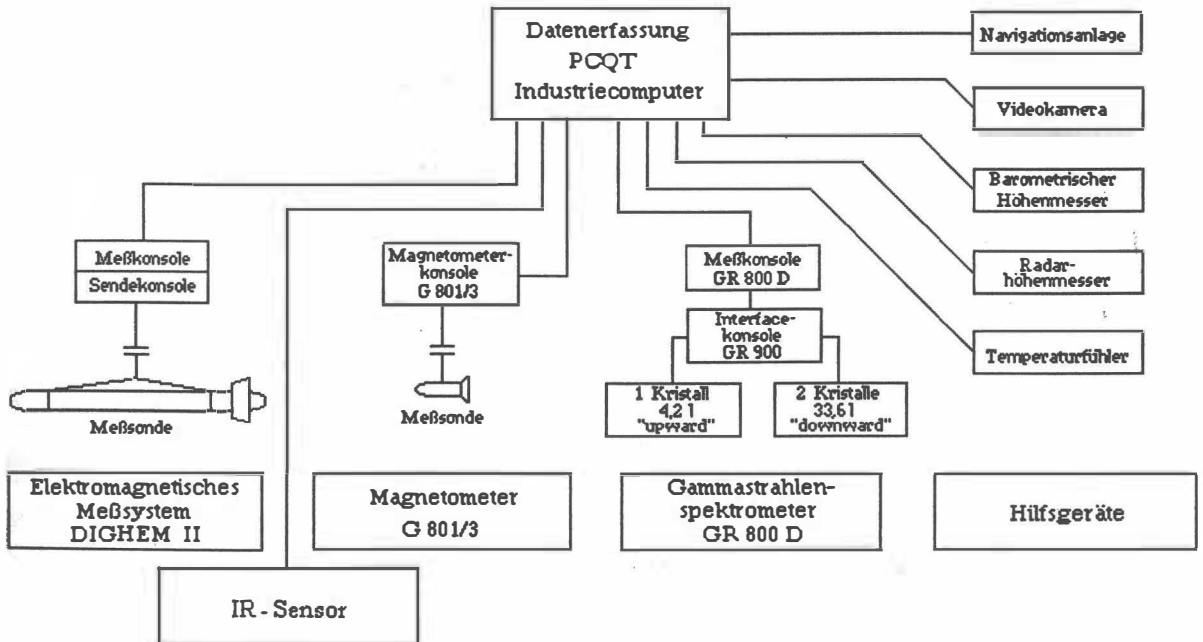 Datenerfassung
PCQT
Industriecomputer
Navigationsanlage
Videokamera
Barometrischer
Höhenmesser
Radar-
höhenmesser
Temperaturfühler
Meßkonsole
Sendekonsole
Meßsonde
Magnetometer-
konsole
G 801/3
Meßsonde
Meßkonsole
GR 800 D
Interface-
konsole
GR 900
1 Kristall
4,2 l
"upward"
2 Kristalle
33,6 l
"downward"
Elektromagnetisches
Meßsystem
DIGHEM II
Magnetometer
G 801/3
Gammastrahlen-
spektrometer
GR 800 D
Hilfsgeräte
IR - Sensor